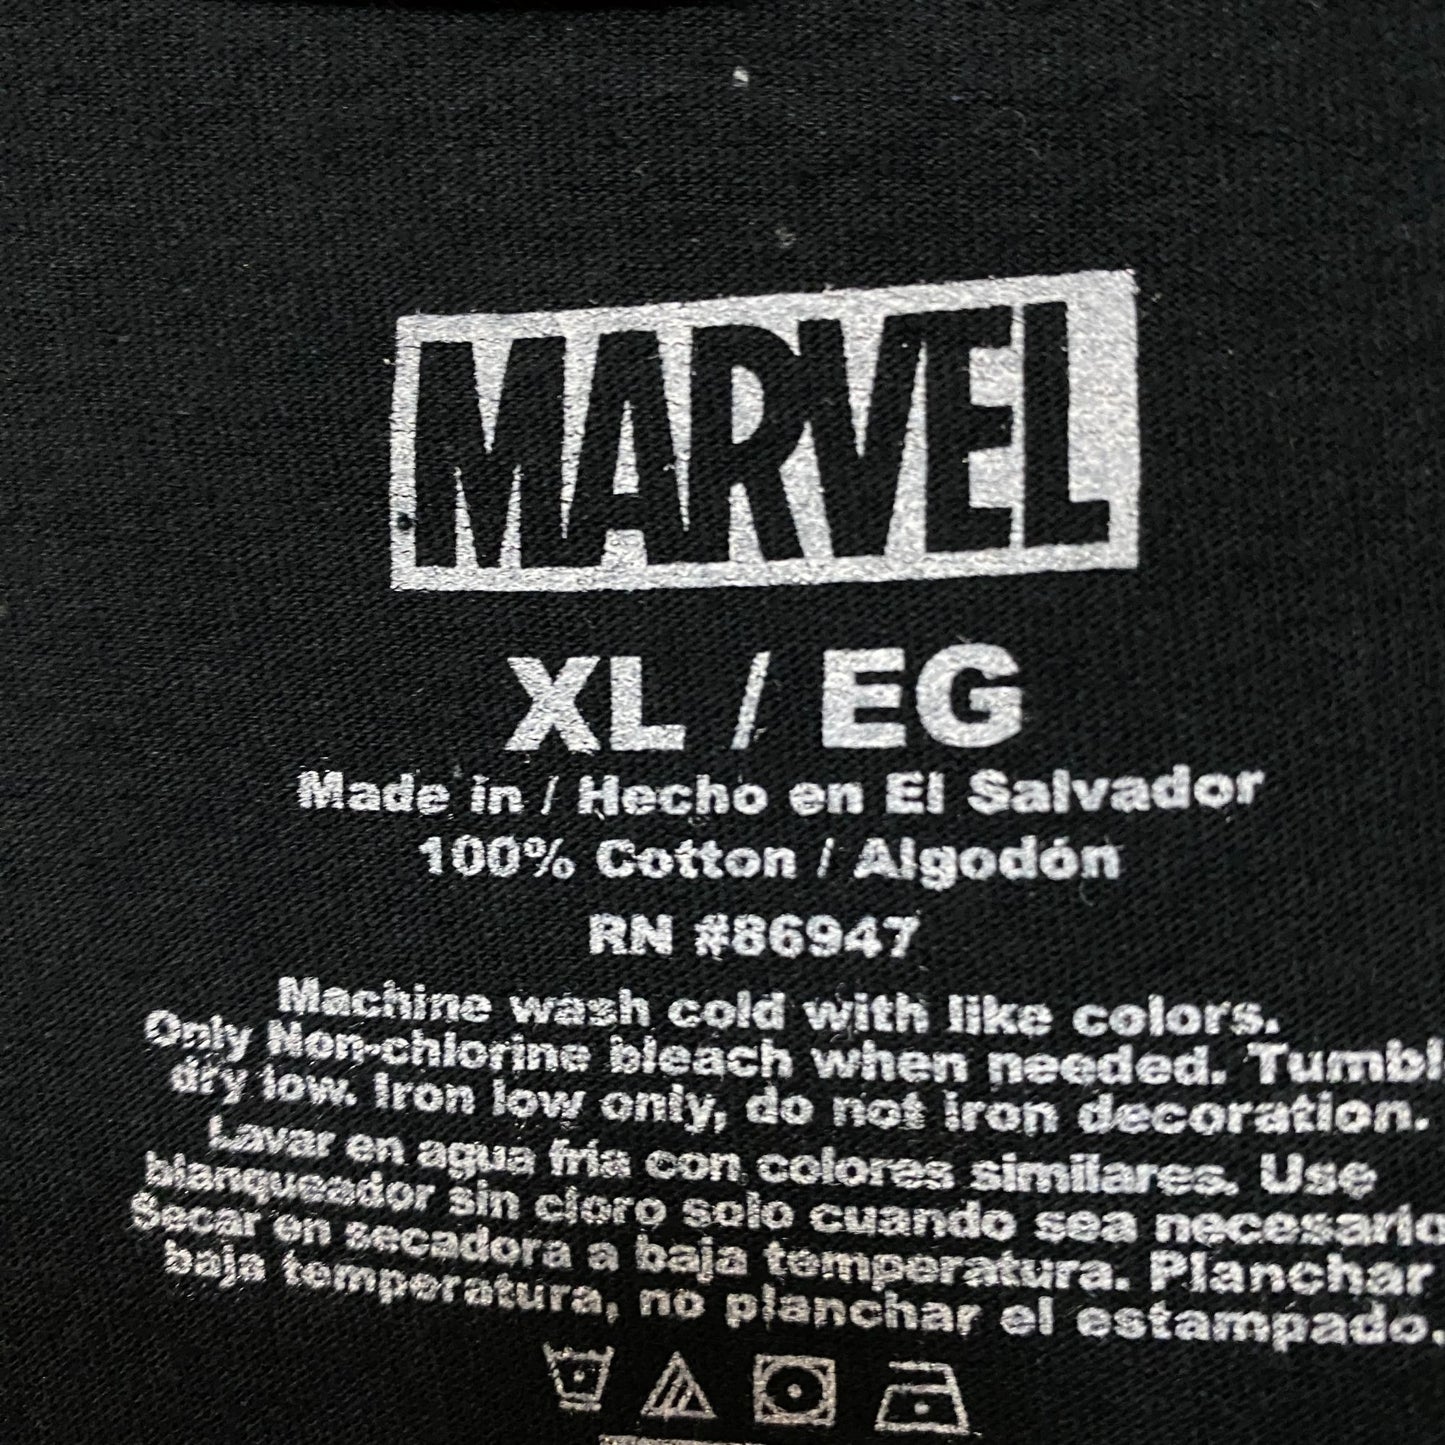 MARVEL
XL / EG
Made in / Hecho en El Salvador
100% Cotton / Algodón
RN #86947
Machine wash cold with like colors.
Only Non-chlorine bleach when needed. Tumbl
dry low. Iron low only, do not iron decoration.
Lavar en agua fria con colores similares. Use
blanqueador sin cloro solo cuando sea necesario
Secar en secadora a baja temperatura. Planchar
baja temperatura, no planchar el estampado.